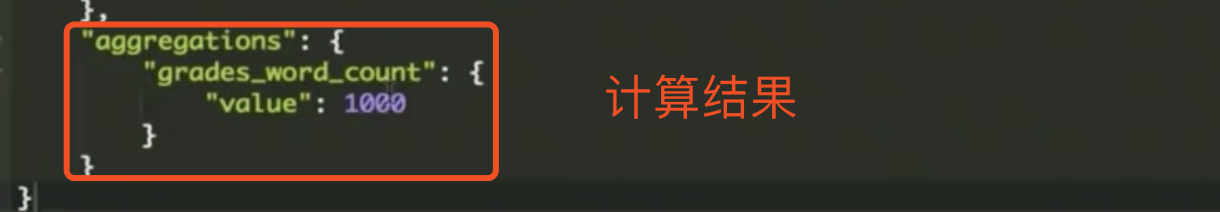 },
"aggregations": {
"grades_word_count": {
"value": 1000
}
}
}
计算结果